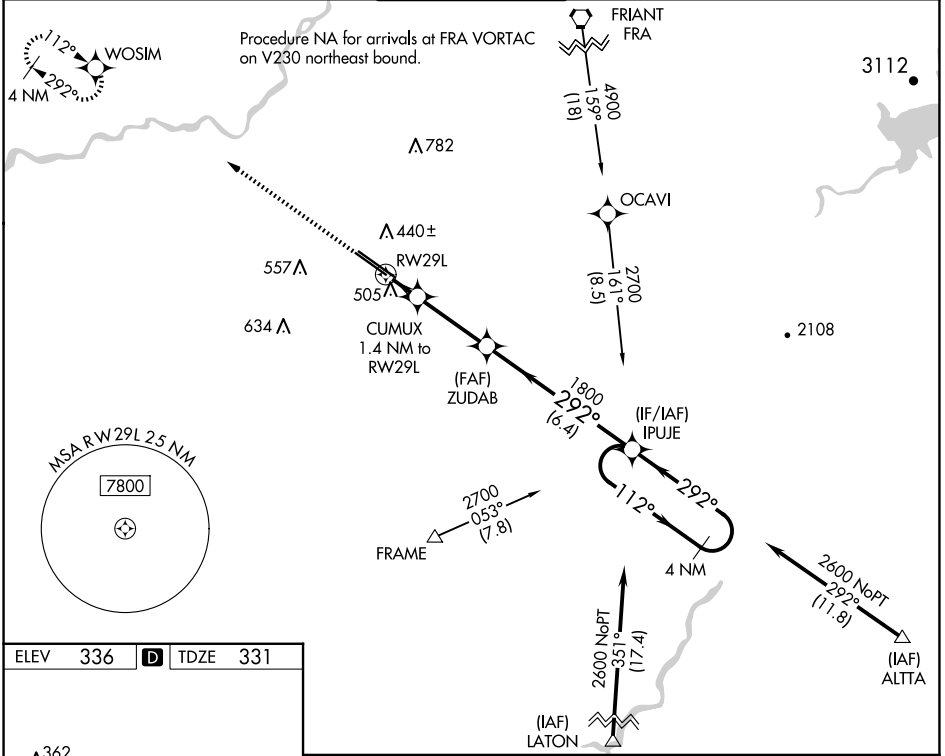 112°
WOSIM
292°
4 NM
Procedure NA for arrivals at FRA VORTAC
on V230 northeast bound.
FRIANT
FRA
3112
4900
159°
(18)
782
OCAVI
440±
RW29L
557
505
2700
161°
(8.5)
634
CUMUX
1.4 NM to
RW29L
2108
(FAF)
ZUDAB
1800
292°
(6.4)
(IF/IAF)
IPUJE
MSA RW29L 25 NM
7800
292°
112°
2700
053°
(7.8)
FRAME
4 NM
2600 NoPT
292°
(11.8)
2600 NoPT
351°
(17.4)
(IAF)
ALTTA
ELEV 336 D TDZE 331
(IAF)
LATON
362